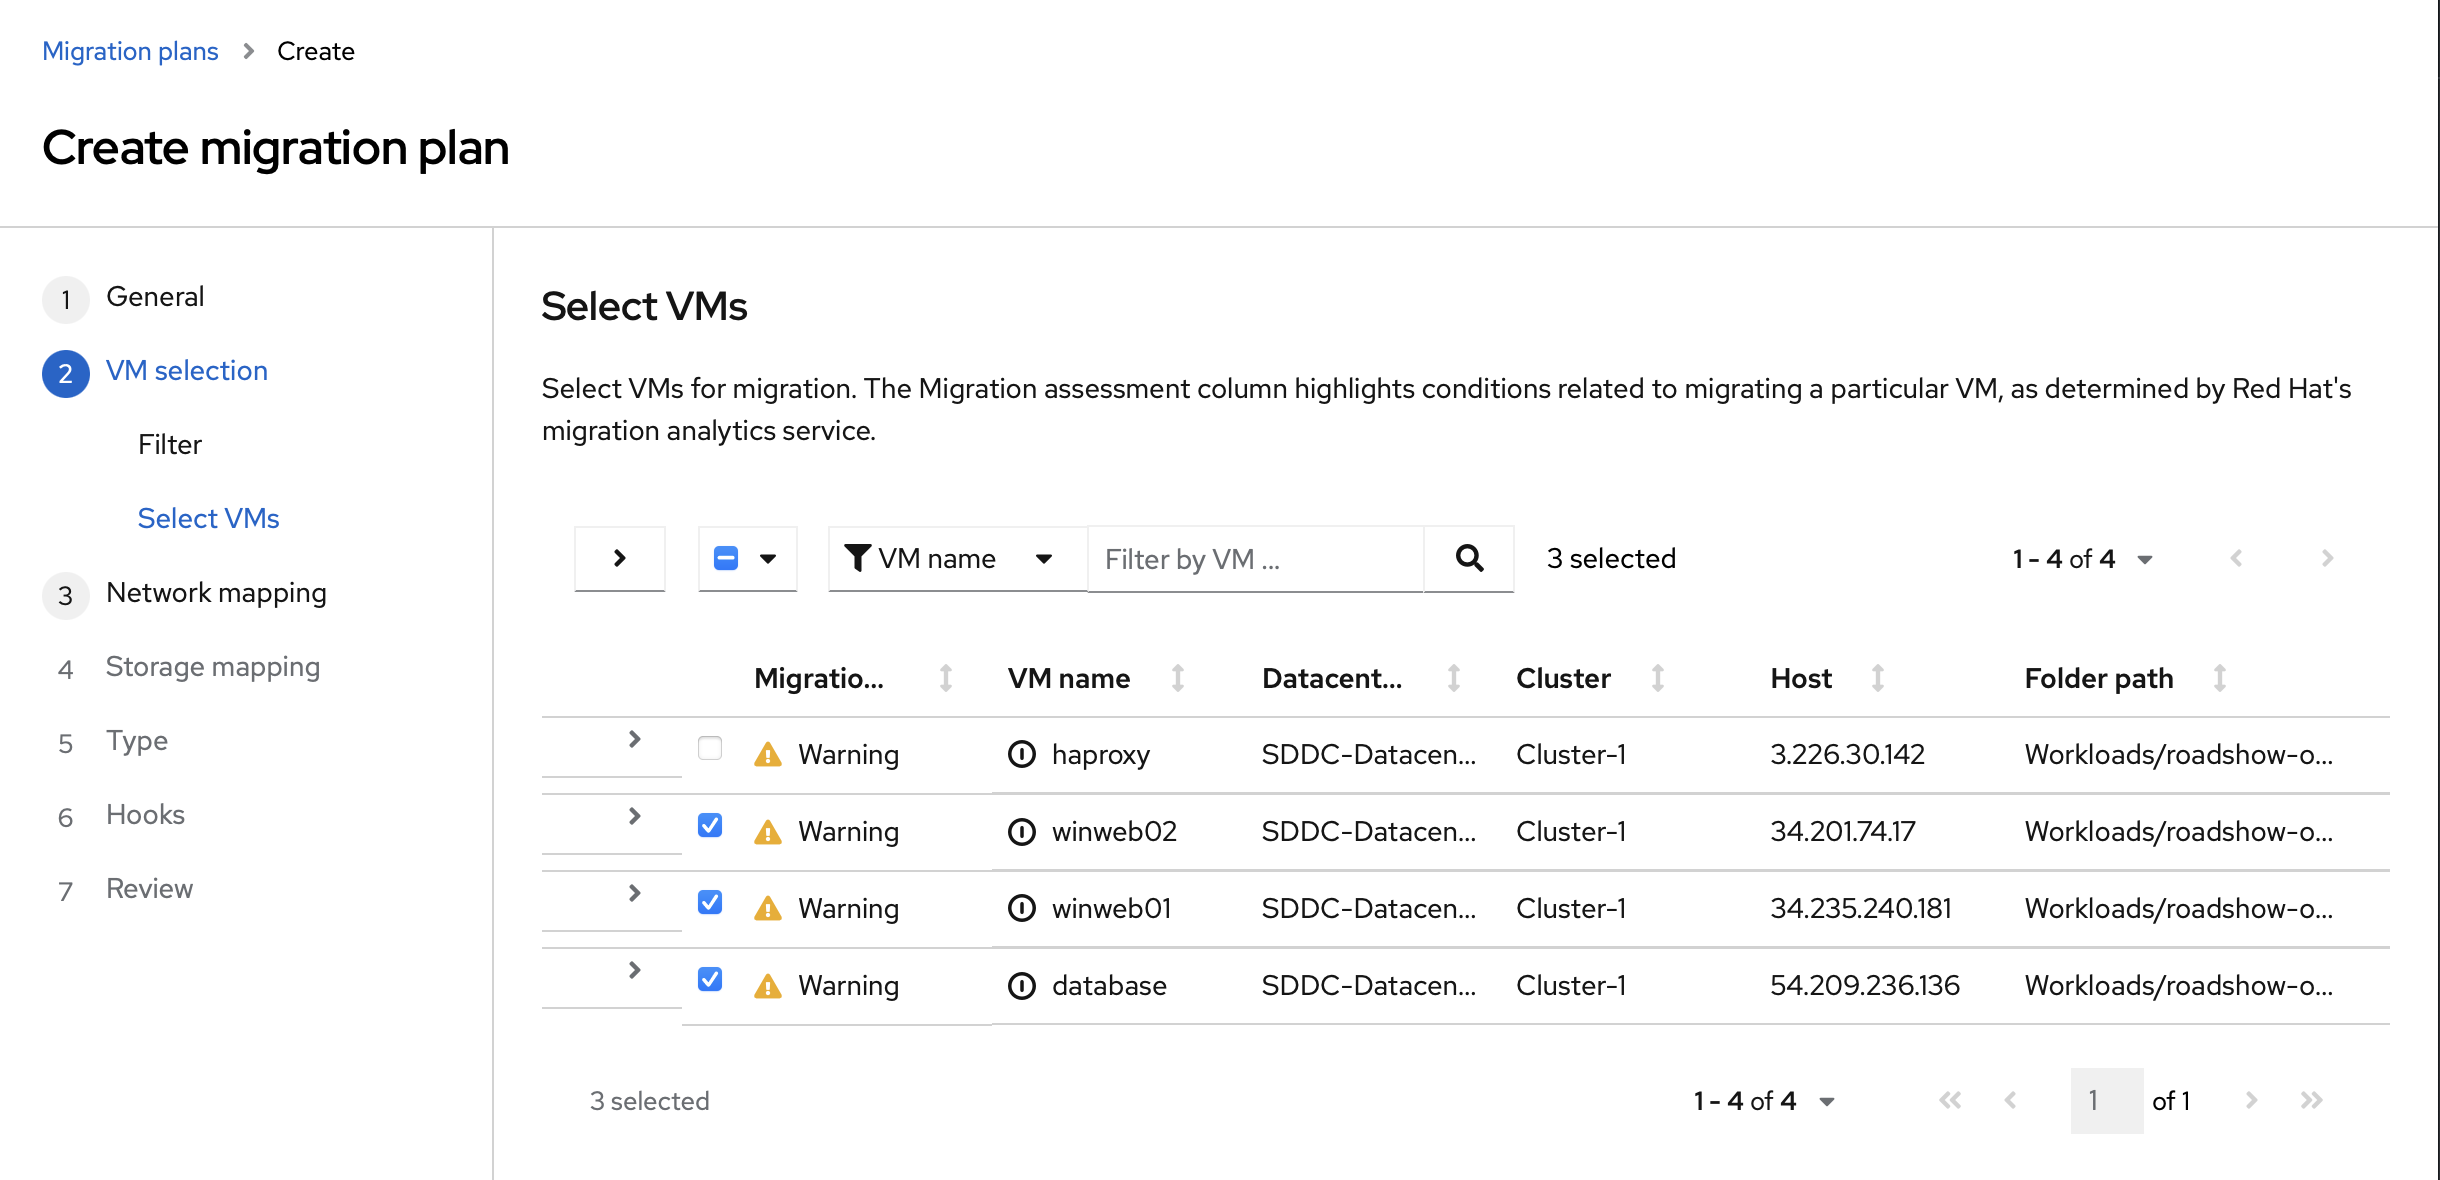 Migration plans > Create
Create migration plan
1 General
2 VM selection
Filter
Select VMs
3 Network mapping
4 Storage mapping
5 Type
6 Hooks
7 Review
Select VMs
Select VMs for migration. The Migration assessment column highlights conditions related to migrating a particular VM, as determined by Red Hat's
migration analytics service.
VM name Filter by VM ... 3 selected 1 - 4 of 4
Migratio... VM name Datacent... Cluster Host Folder path
Warning haproxy SDDC-Datacen... Cluster-1 3.226.30.142 Workloads/roadshow-o...
Warning winweb02 SDDC-Datacen... Cluster-1 34.201.74.17 Workloads/roadshow-o...
Warning winweb01 SDDC-Datacen... Cluster-1 34.235.240.181 Workloads/roadshow-o...
Warning database SDDC-Datacen... Cluster-1 54.209.236.136 Workloads/roadshow-o...
3 selected 1 - 4 of 4 1 of 1